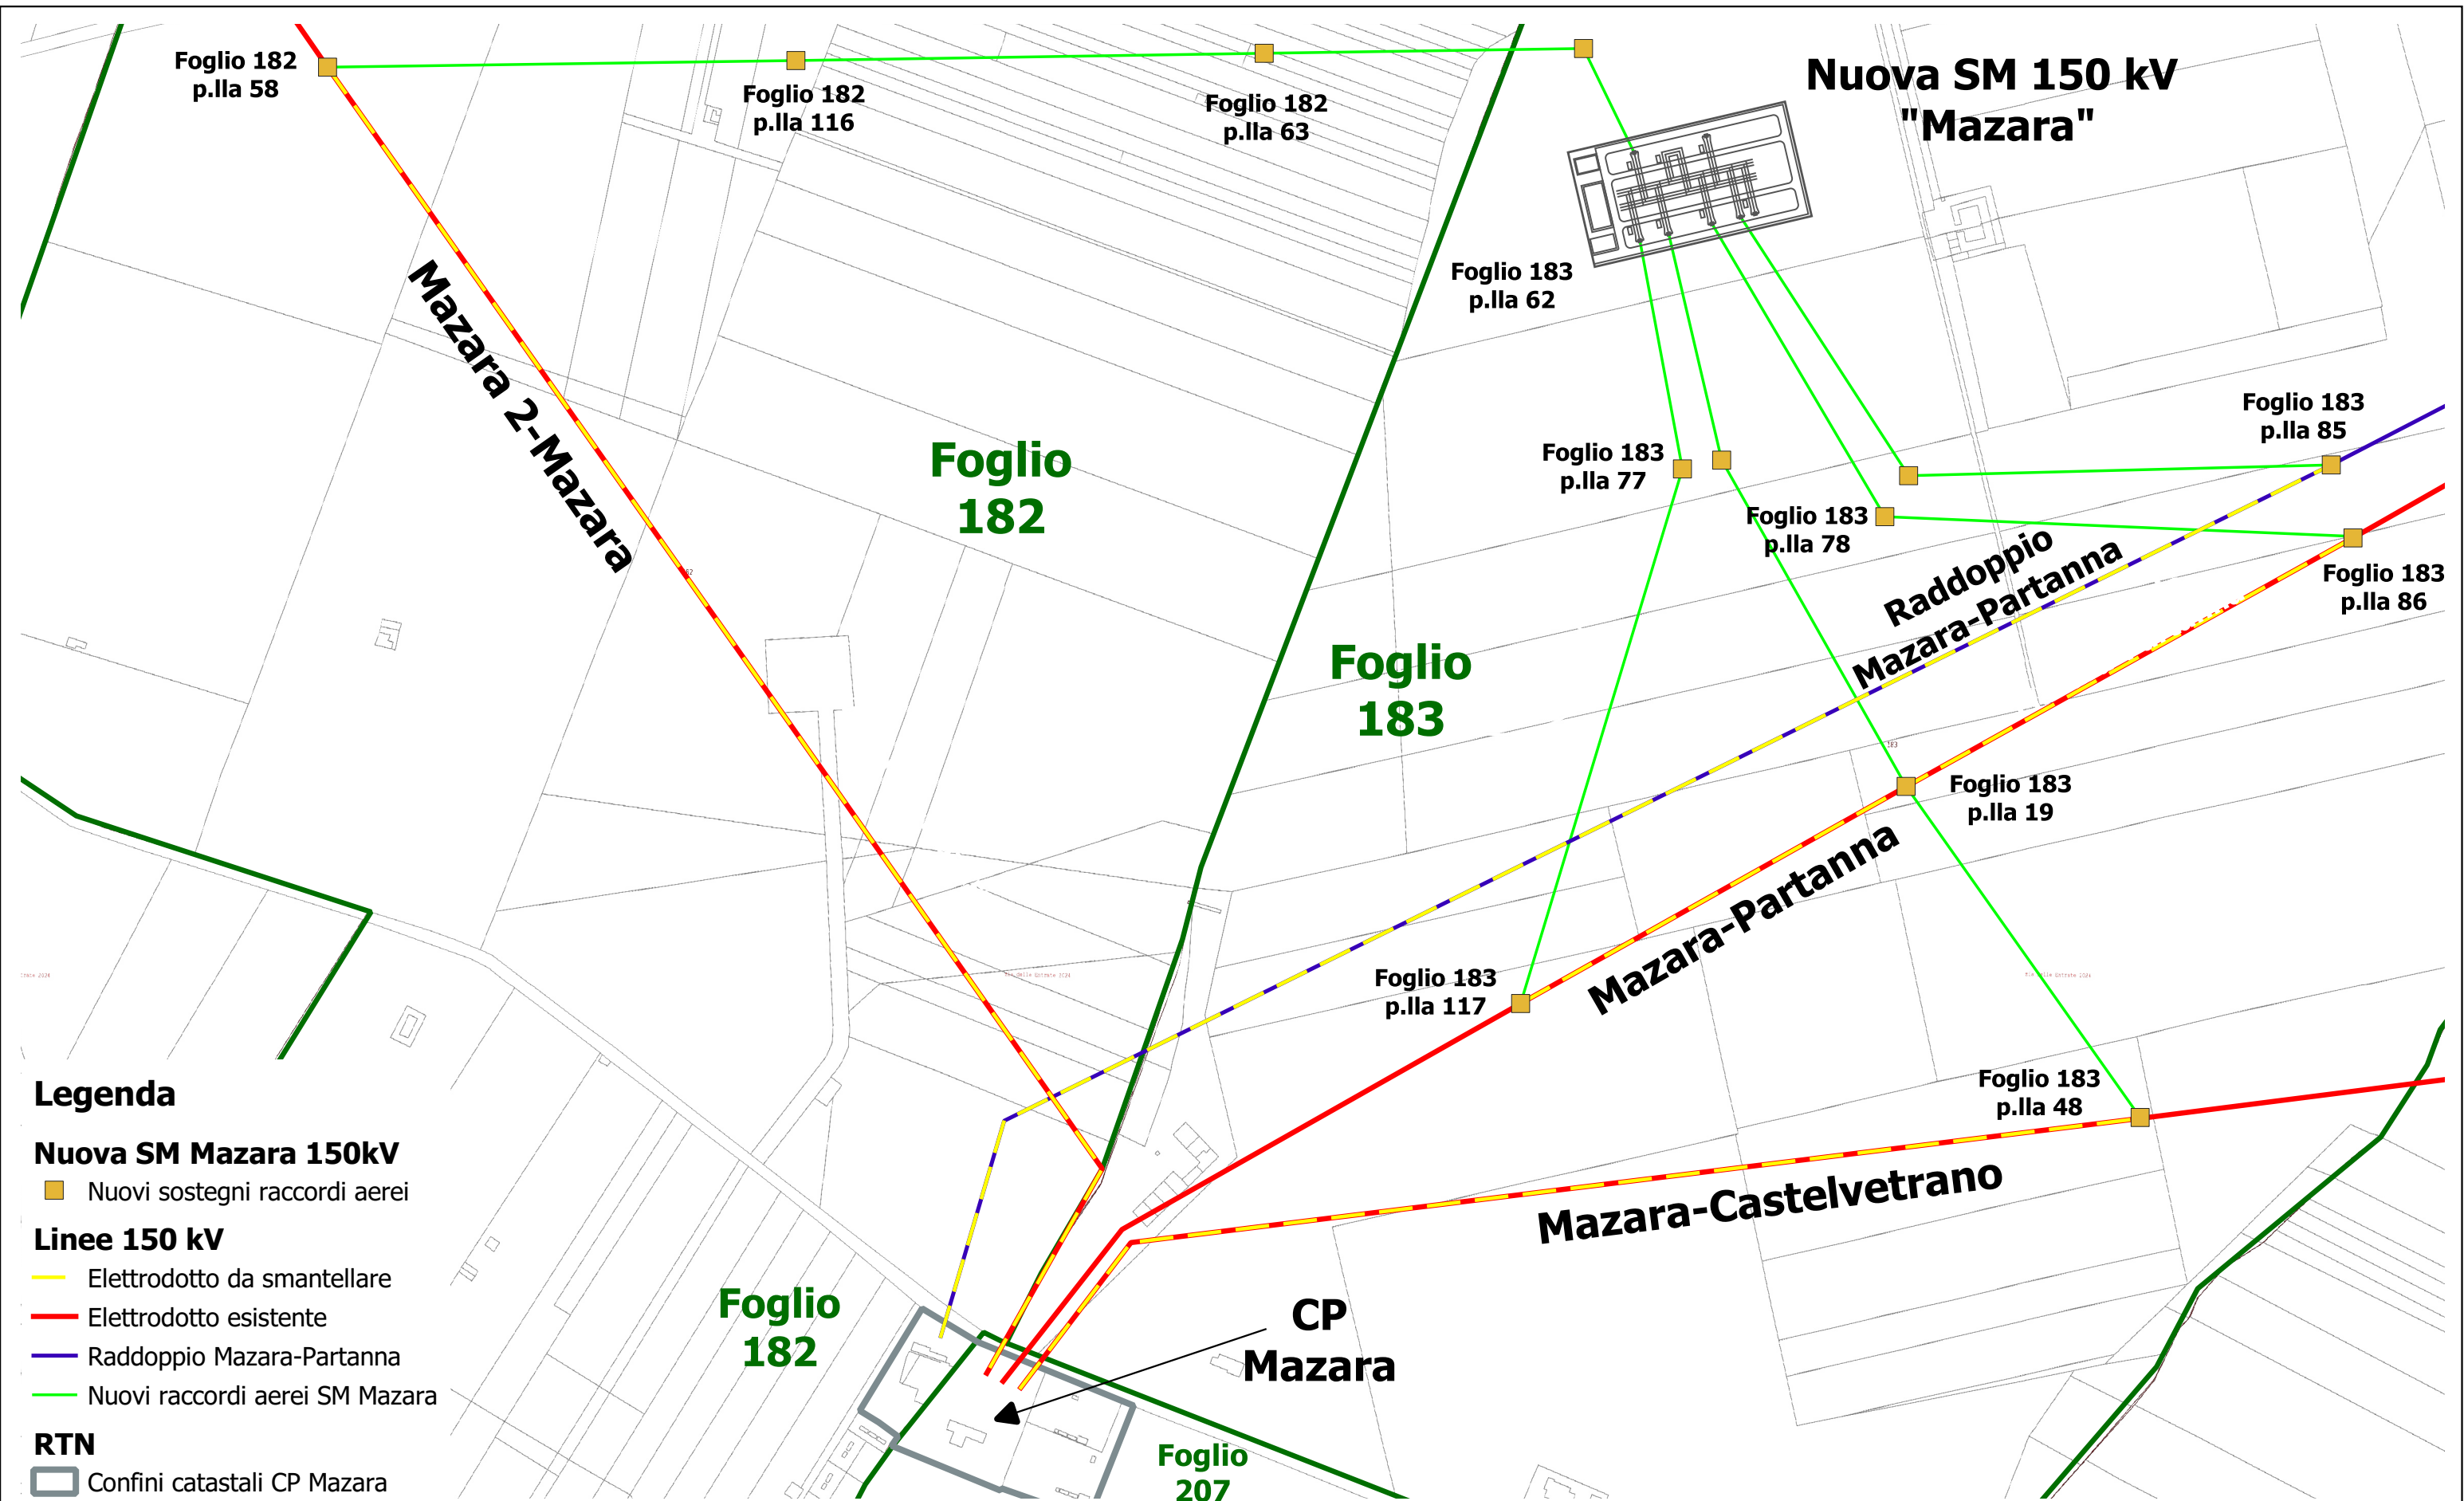 Foglio 182
p.lla 58
Foglio 182
p.lla 116
Foglio 182
p.lla 63
Nuova SM 150 kV
"Mazara"
Foglio 183
p.lla 62
Mazara 2-Mazara
Foglio
182
Foglio 183
p.lla 77
Foglio 183
p.lla 78
Foglio 183
p.lla 85
Foglio 183
p.lla 86
Raddoppio
Mazara-Partanna
Foglio
183
183
Foglio 183
p.lla 19
Mazara-Partanna
Foglio 183
p.lla 117
Foglio 183
p.lla 48
Mazara-Castelvetrano
Foglio
182
CP
Mazara
Foglio
207
Legenda
Nuova SM Mazara 150kV
Nuovi sostegni raccordi aerei
Linee 150 kV
Elettrodotto da smantellare
Elettrodotto esistente
Raddoppio Mazara-Partanna
Nuovi raccordi aerei SM Mazara
RTN
Confini catastali CP Mazara